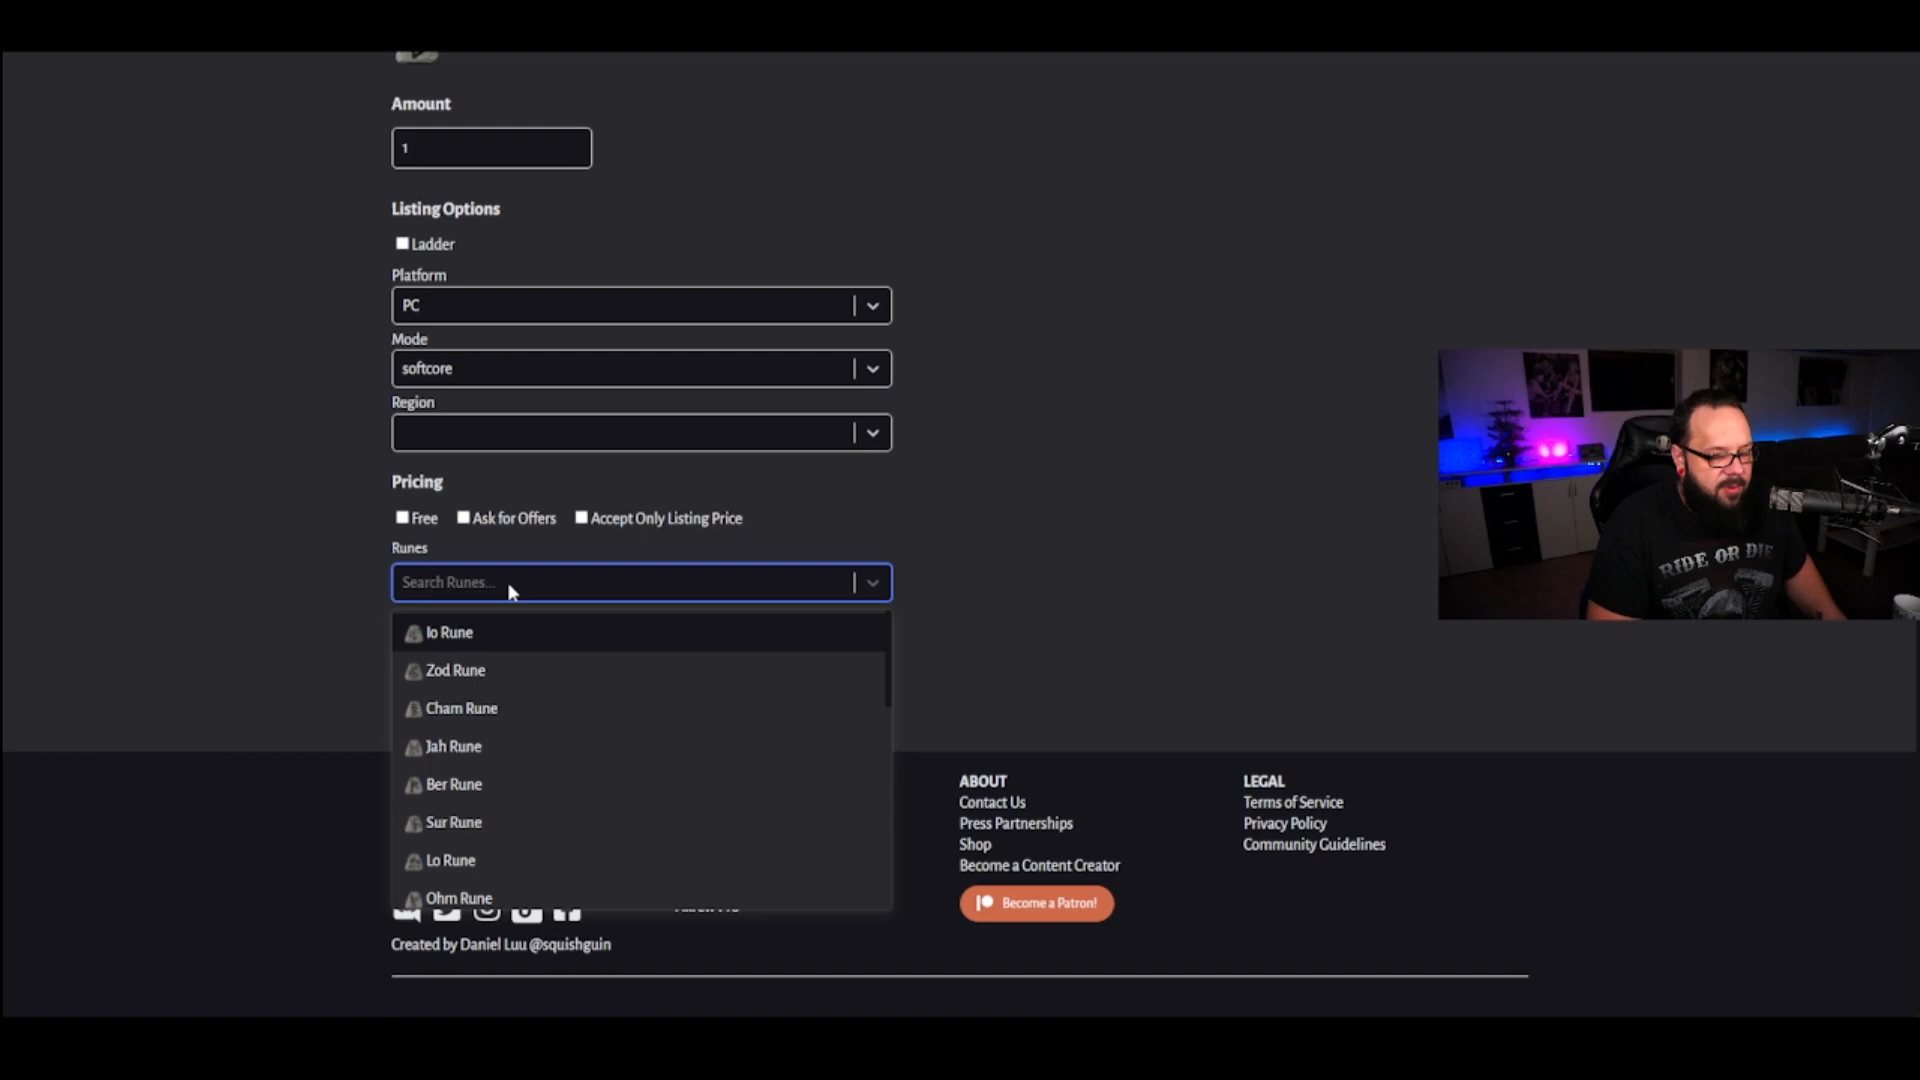 Amount
1
Listing Options
Ladder
Platform
PC
Mode
softcore
Region
Pricing
Free Ask for Offers Accept Only Listing Price
Runes
Search Runes...
Io Rune
Zod Rune
Cham Rune
Jah Rune
Ber Rune
Sur Rune
Lo Rune
Ohm Rune
Created by Daniel Luu @squishguin
ABOUT
Contact Us
Press Partnerships
Shop
Become a Content Creator
Become a Patron!
LEGAL
Terms of Service
Privacy Policy
Community Guidelines
RIDE OR DIE